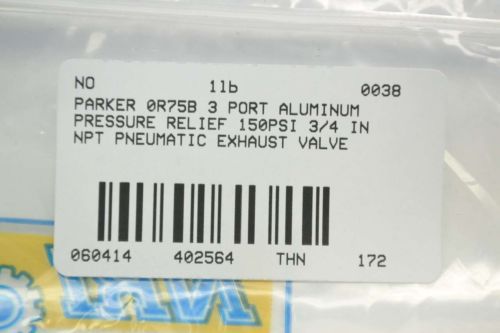 NO 1lb 0038
PARKER 0R75B 3 PORT ALUMINUM
PRESSURE RELIEF 150PSI 3/4 IN
NPT PNEUMATIC EXHAUST VALVE
060414 402564 THN 172